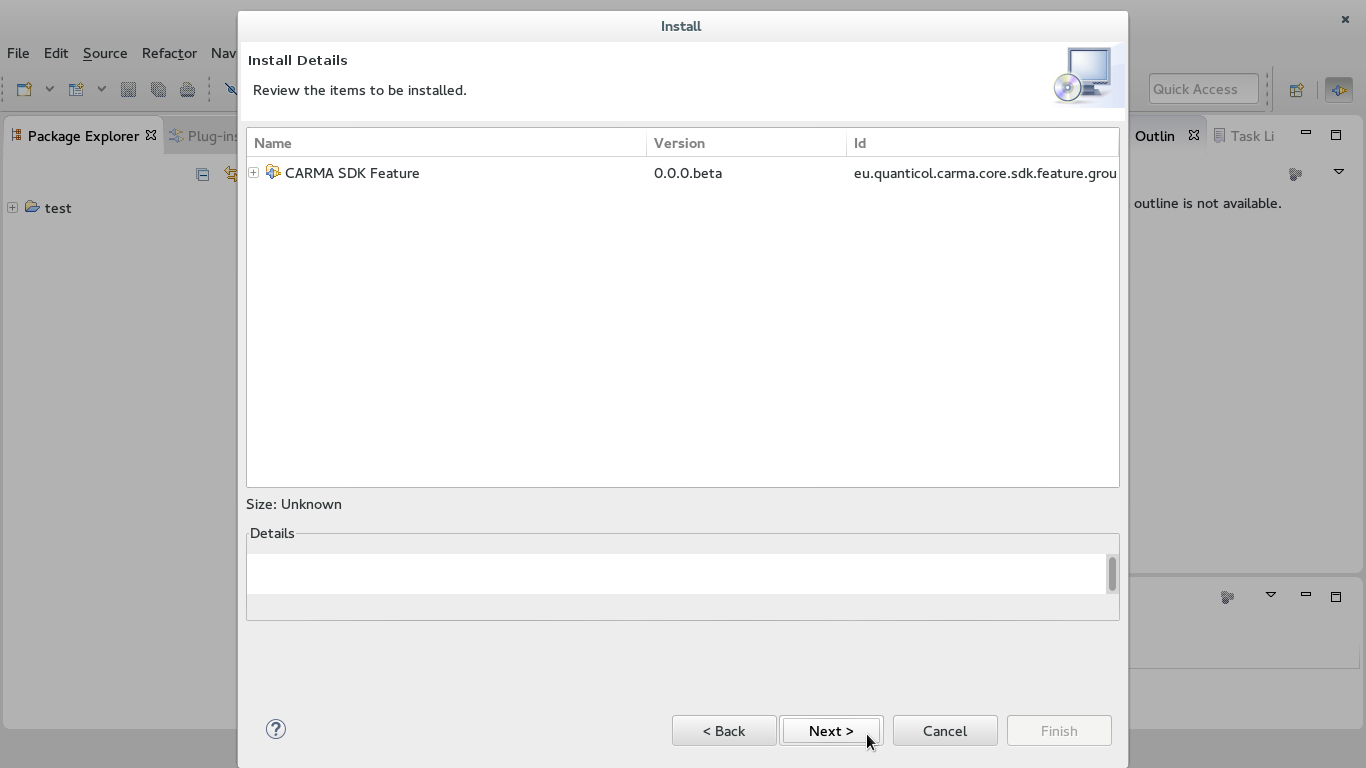 Install
File Edit Source Refactor Nav
Install Details
Review the items to be installed.
Quick Access
Package Explorer Plug-ins
Outlin Task Li
Name Version Id
CARMA SDK Feature 0.0.0.beta eu.quanticol.carma.core.sdk.feature.grou
test
outline is not available.
Size: Unknown
Details
< Back Next > Cancel Finish